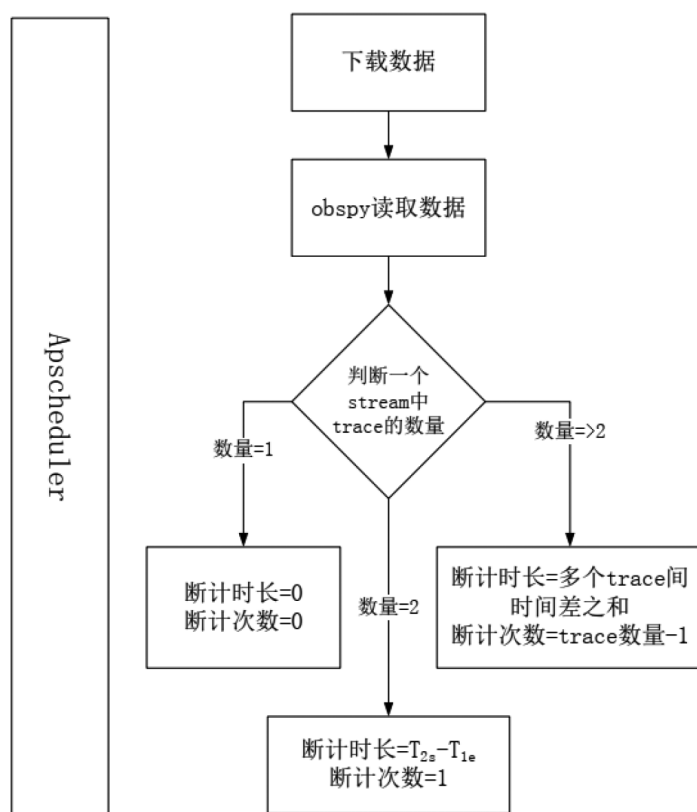 下载数据
obspy读取数据
Apscheduler
判断一个
stream中
trace的数量
数量=1
数量=>2
断计时长=0
断计次数=0
数量=2
断计时长=多个trace间
时间差之和
断计次数=trace数量-1
断计时长=T₂ₛ-T₁ₑ
断计次数=1